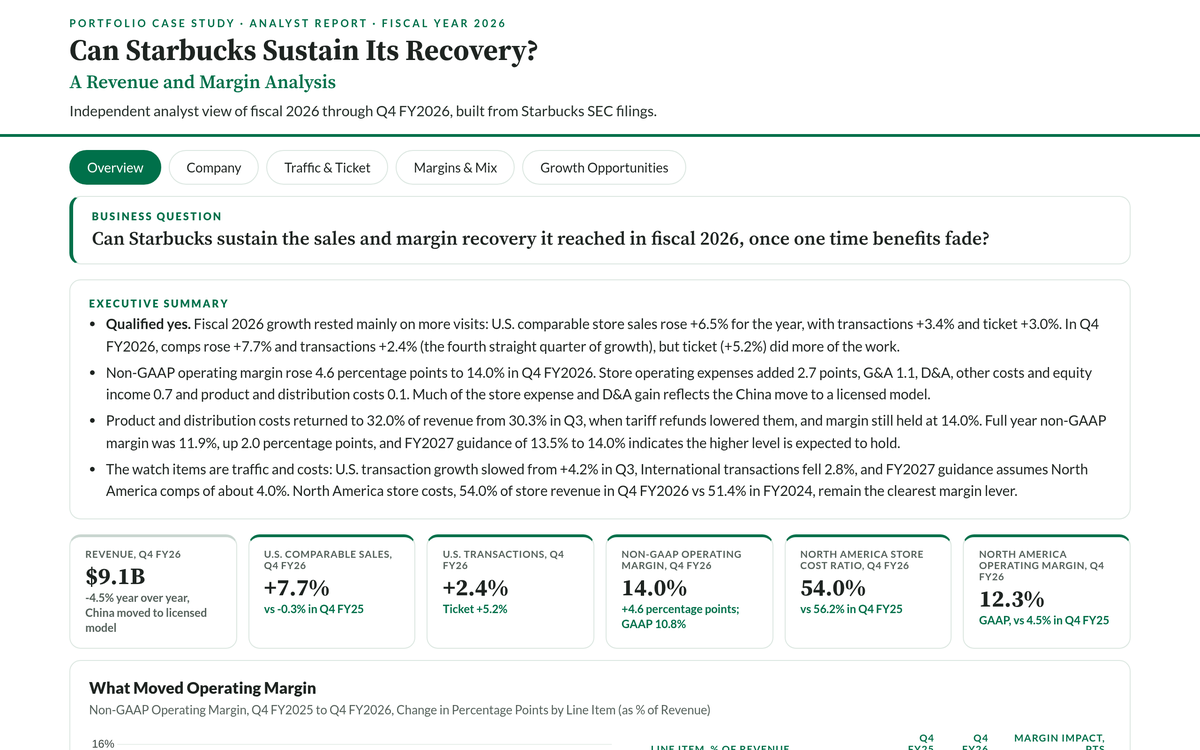 PORTFOLIO CASE STUDY · ANALYST REPORT · FISCAL YEAR 2026
Can Starbucks Sustain Its Recovery?
A Revenue and Margin Analysis
Independent analyst view of fiscal 2026 through Q4 FY2026, built from Starbucks SEC filings.
Overview
Company
Traffic & Ticket
Margins & Mix
Growth Opportunities
BUSINESS QUESTION
Can Starbucks sustain the sales and margin recovery it reached in fiscal 2026, once one time benefits fade?
EXECUTIVE SUMMARY
• Qualified yes. Fiscal 2026 growth rested mainly on more visits: U.S. comparable store sales rose +6.5% for the year, with transactions +3.4% and ticket +3.0%. In Q4
FY2026, comps rose +7.7% and transactions +2.4% (the fourth straight quarter of growth), but ticket (+5.2%) did more of the work.
• Non-GAAP operating margin rose 4.6 percentage points to 14.0% in Q4 FY2026. Store operating expenses added 2.7 points, G&A 1.1, D&A, other costs and equity
income 0.7 and product and distribution costs 0.1. Much of the store expense and D&A gain reflects the China move to a licensed model.
• Product and distribution costs returned to 32.0% of revenue from 30.3% in Q3, when tariff refunds lowered them, and margin still held at 14.0%. Full year non-GAAP
margin was 11.9%, up 2.0 percentage points, and FY2027 guidance of 13.5% to 14.0% indicates the higher level is expected to hold.
• The watch items are traffic and costs: U.S. transaction growth slowed from +4.2% in Q3, International transactions fell 2.8%, and FY2027 guidance assumes North
America comps of about 4.0%. North America store costs, 54.0% of store revenue in Q4 FY2026 vs 51.4% in FY2024, remain the clearest margin lever.
REVENUE, Q4 FY26
$9.1B
-4.5% year over year,
China moved to licensed
model
U.S. COMPARABLE SALES,
Q4 FY26
+7.7%
vs -0.3% in Q4 FY25
U.S. TRANSACTIONS, Q4
FY26
+2.4%
Ticket +5.2%
NON-GAAP OPERATING
MARGIN, Q4 FY26
14.0%
+4.6 percentage points;
GAAP 10.8%
NORTH AMERICA STORE
COST RATIO, Q4 FY26
54.0%
vs 56.2% in Q4 FY25
NORTH AMERICA
OPERATING MARGIN, Q4
FY26
12.3%
GAAP, vs 4.5% in Q4 FY25
What Moved Operating Margin
Non-GAAP Operating Margin, Q4 FY2025 to Q4 FY2026, Change in Percentage Points by Line Item (as % of Revenue)
16%
LINE ITEM, % OF REVENUE
Q4
FY25
Q4
FY26
MARGIN IMPACT,
PTS